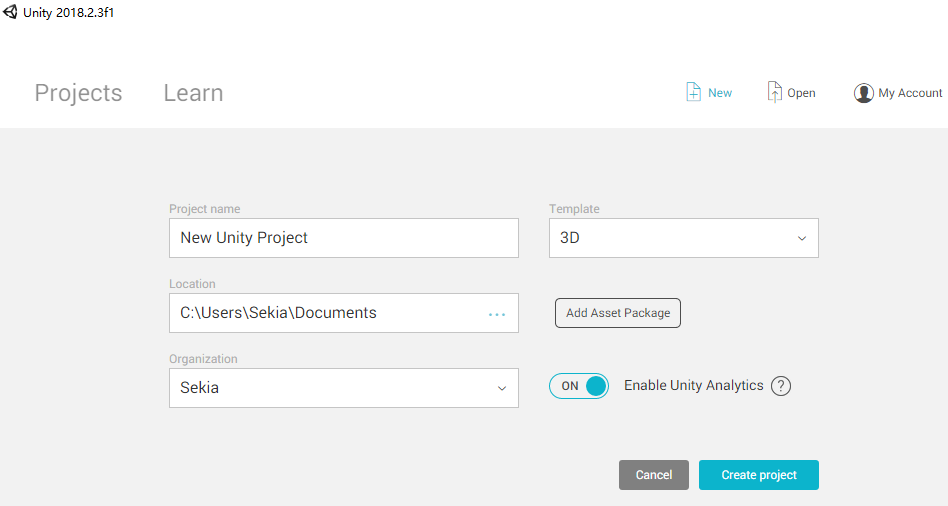 Unity 2018.2.3f1
Projects Learn New Open My Account
Project name Template
New Unity Project 3D
Location
C:\Users\Sekia\Documents ... Add Asset Package
Organization
Sekia ON Enable Unity Analytics ?
Cancel Create project